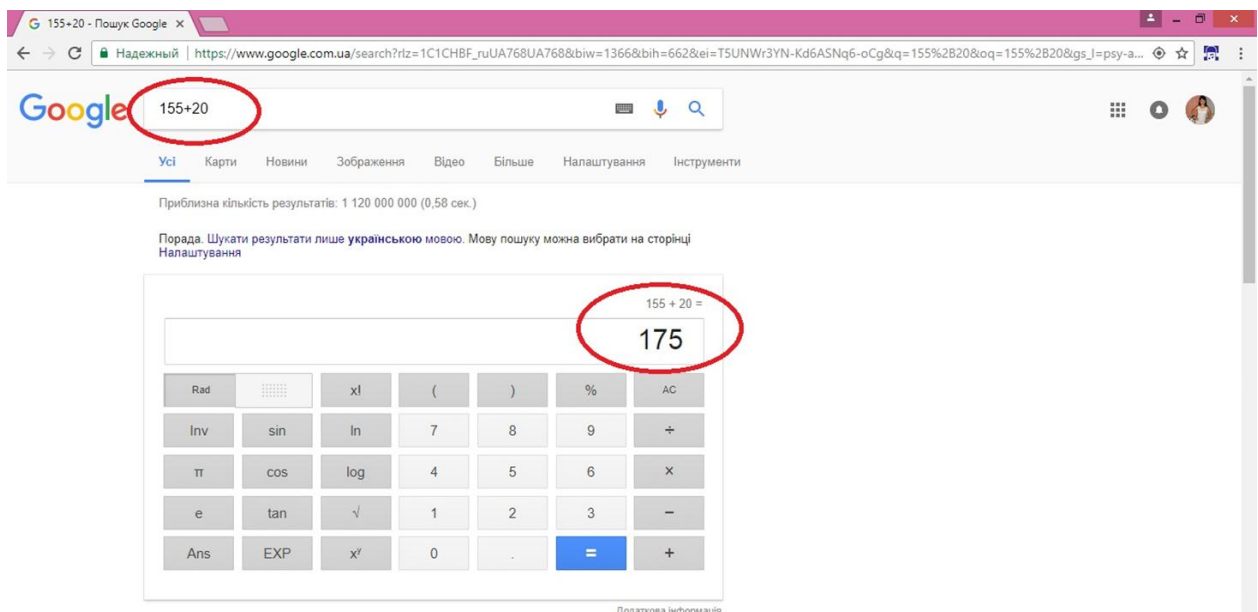 155+20 - Пошук Google
Надежный | https://www.google.com.ua/search?rlz=1C1CHBF_ruUA768UA768&biw=1366&bih=662&ei=T5UNWr3YN-Kd6ASNq6-oCg&q=155%2B20&oq=155%2B20&gs_l=psy-a...
Google
155+20
Усі Карти Новини Зображення Відео Більше Налаштування Інструменти
Приблизна кількість результатів: 1 120 000 000 (0,58 сек.)
Порада. Шукати результати лише українською мовою. Мову пошуку можна вибрати на сторінці
Налаштування
155 + 20 =
175
Rad x! ( ) % AC
Inv sin ln 7 8 9 ÷
π cos log 4 5 6 ×
e tan √ 1 2 3 −
Ans EXP xʸ 0 . = +
Додаткова інформація